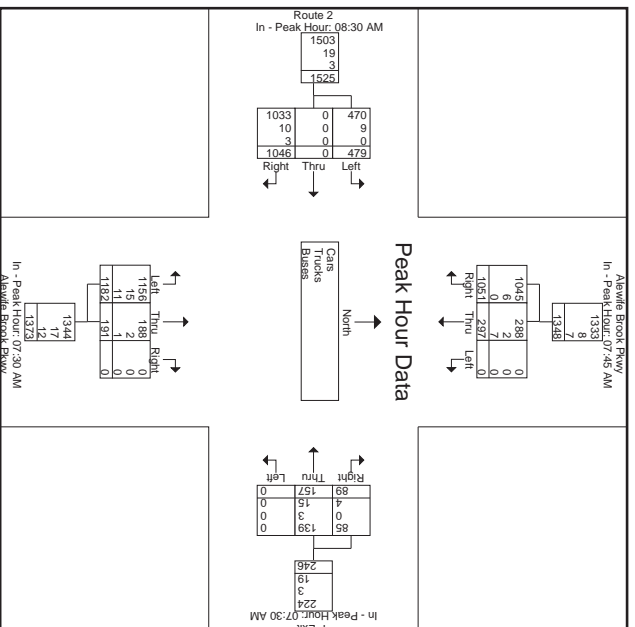 Route 2
In - Peak Hour: 08:30 AM
1503
19
3
1525
1033 0 470
10 0 9
3 0 0
1046 0 479
Right Thru Left
Alewife Brook Pkwy
In - Peak Hour: 07:45 AM
1333
8
7
1348
1045 288 0
6 2 0
0 7 0
1051 297 0
Right Thru Left
Peak Hour Data
North
Cars
Trucks
Buses
Left Thru Right
1156 188 0
15 2 0
11 1 0
1182 191 0
1344
17
12
1373
In - Peak Hour: 07:30 AM
Alewife Brook Pkwy
Right Thru Left
89 157 0
4 15 0
0 3 0
85 139 0
246
19
3
224
In - Peak Hour: 07:30 AM